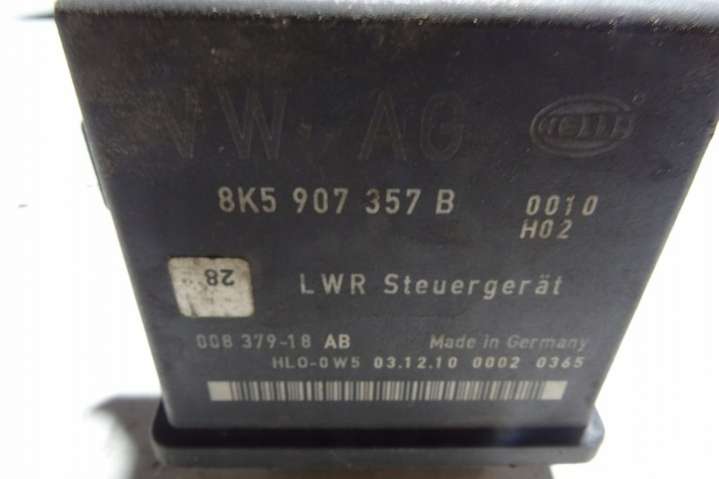 VW AG HELLA
8K5 907 357 B 0010
H02
28
LWR Steuergerät
008 379-18 AB Made in Germany
HLO-0W5 03.12.10 0002 0365